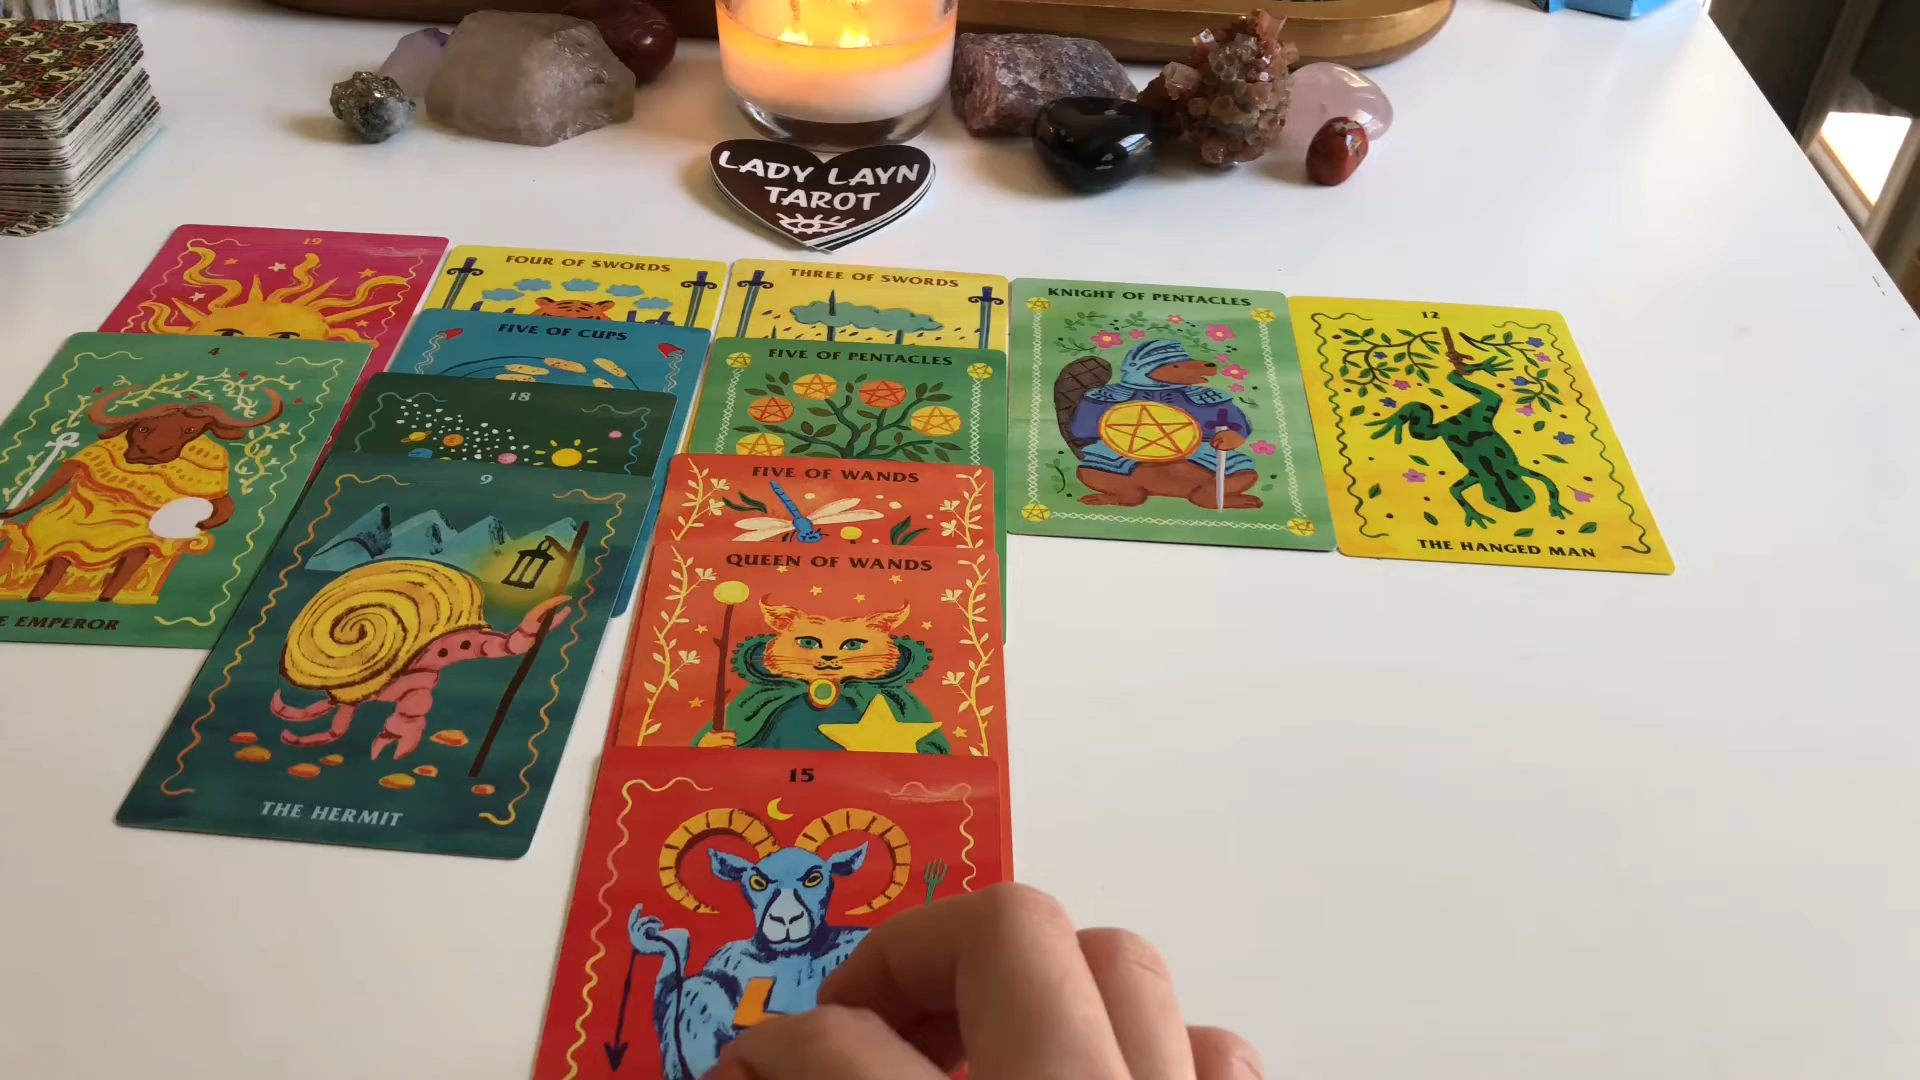 LADY LAYN
TAROT
19
FOUR OF SWORDS
THREE OF SWORDS
KNIGHT OF PENTACLES
12
THE HANGED MAN
4
EMPEROR
FIVE OF CUPS
FIVE OF PENTACLES
18
9
THE HERMIT
FIVE OF WANDS
QUEEN OF WANDS
15